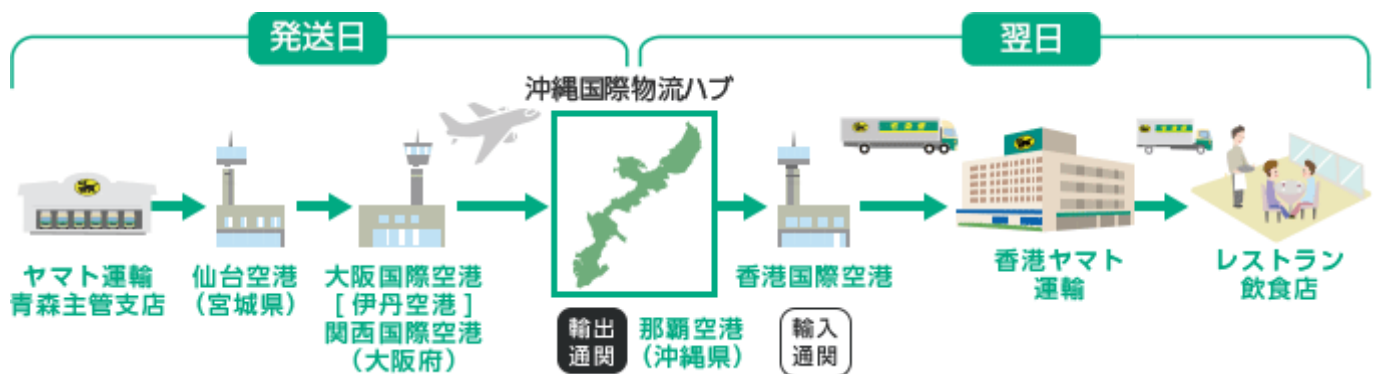 発送日
翌日
沖縄国際物流ハブ
ヤマト運輸
青森主管支店
仙台空港
（宮城県）
大阪国際空港
[ 伊丹空港 ]
関西国際空港
（大阪府）
輸出
通関
那覇空港
（沖縄県）
香港国際空港
輸入
通関
香港ヤマト
運輸
レストラン
飲食店